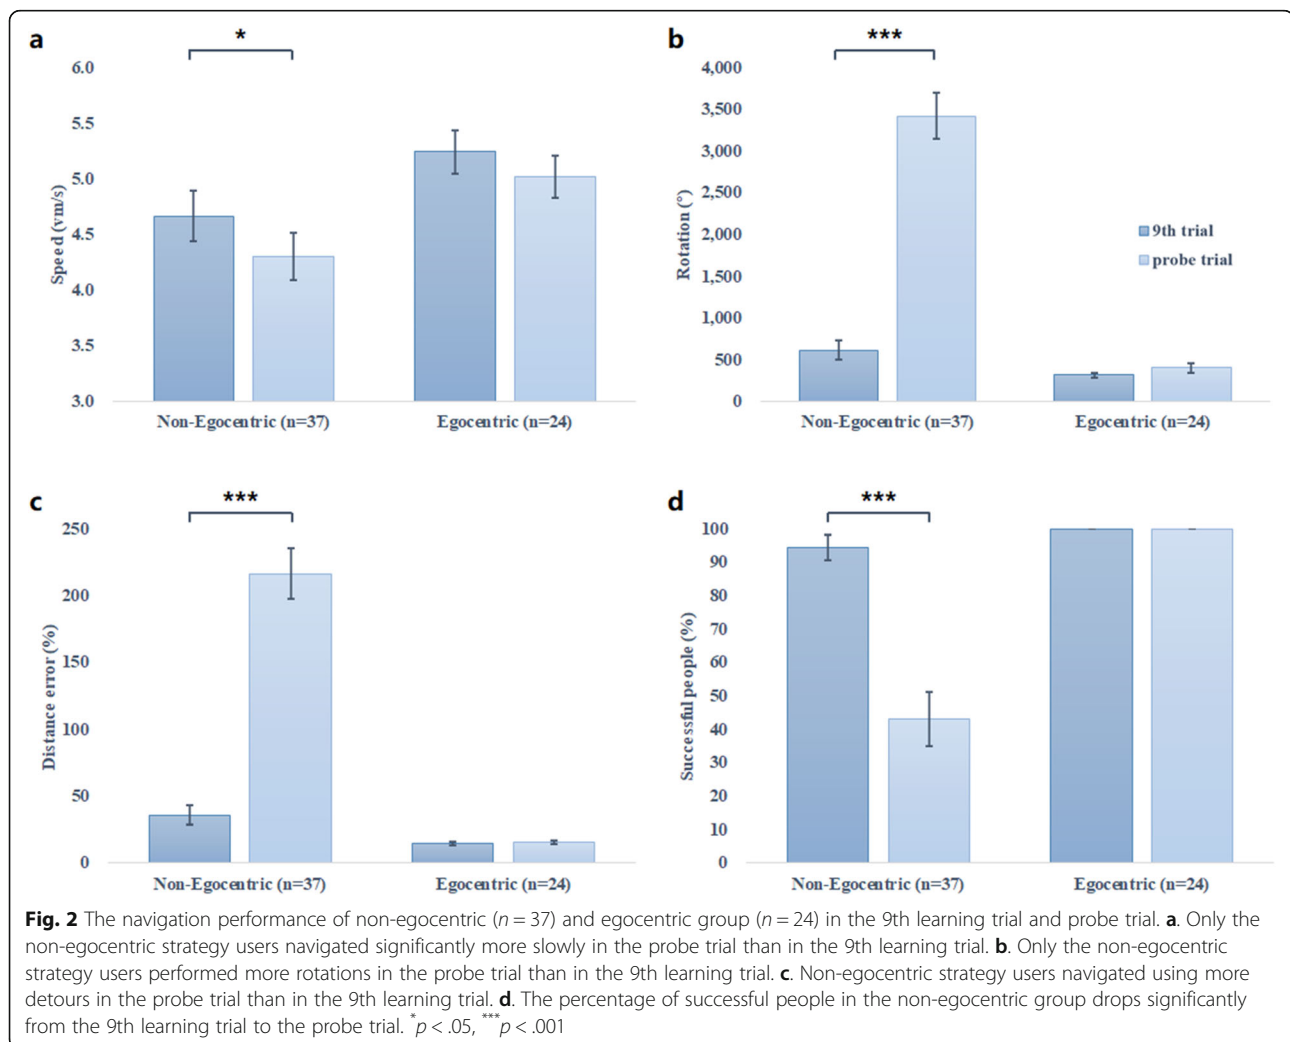 a
*
6.0
5.5
5.0
4.5
4.0
3.5
3.0
Speed (vm/s)
Non-Egocentric (n=37)
Egocentric (n=24)
b
***
4,000
3,500
3,000
2,500
2,000
1,500
1,000
500
0
Rotation (°)
9th trial
probe trial
Non-Egocentric (n=37)
Egocentric (n=24)
c
***
250
200
150
100
50
0
Distance error (%)
Non-Egocentric (n=37)
Egocentric (n=24)
d
***
100
90
80
70
60
50
40
30
20
10
0
Successful people (%)
Non-Egocentric (n=37)
Egocentric (n=24)
Fig. 2 The navigation performance of non-egocentric (n = 37) and egocentric group (n = 24) in the 9th learning trial and probe trial. a. Only the
non-egocentric strategy users navigated significantly more slowly in the probe trial than in the 9th learning trial. b. Only the non-egocentric
strategy users performed more rotations in the probe trial than in the 9th learning trial. c. Non-egocentric strategy users navigated using more
detours in the probe trial than in the 9th learning trial. d. The percentage of successful people in the non-egocentric group drops significantly
from the 9th learning trial to the probe trial. *p < .05, ***p < .001